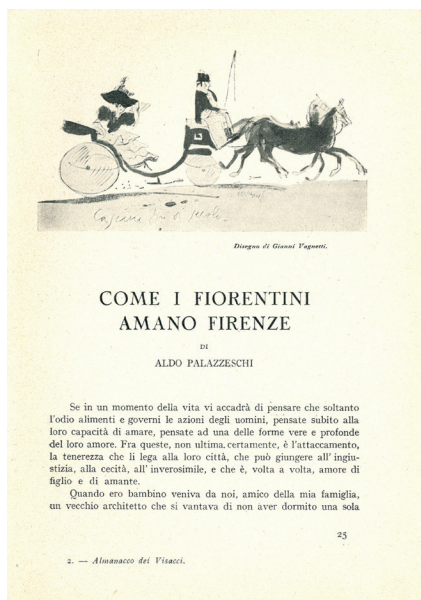 Disegno di Gianni Vagnetti.
COME I FIORENTINI
AMANO FIRENZE
DI
ALDO PALAZZESCHI
Se in un momento della vita vi accadrà di pensare che soltanto
l'odio alimenti e governi le azioni degli uomini, pensate subito alla
loro capacità di amare, pensate ad una delle forme vere e profonde
del loro amore. Fra queste, non ultima certamente, è l'attaccamento,
la tenerezza che li lega alla loro città, che può giungere all'ingiu-
stizia, alla cecità, all'inverosimile, e che è, volta a volta, amore di
figlio e di amante.
Quando ero bambino veniva da noi, amico della mia famiglia,
un vecchio architetto che si vantava di non aver dormito una sola
25
2. — Almanacco dei Visacci.